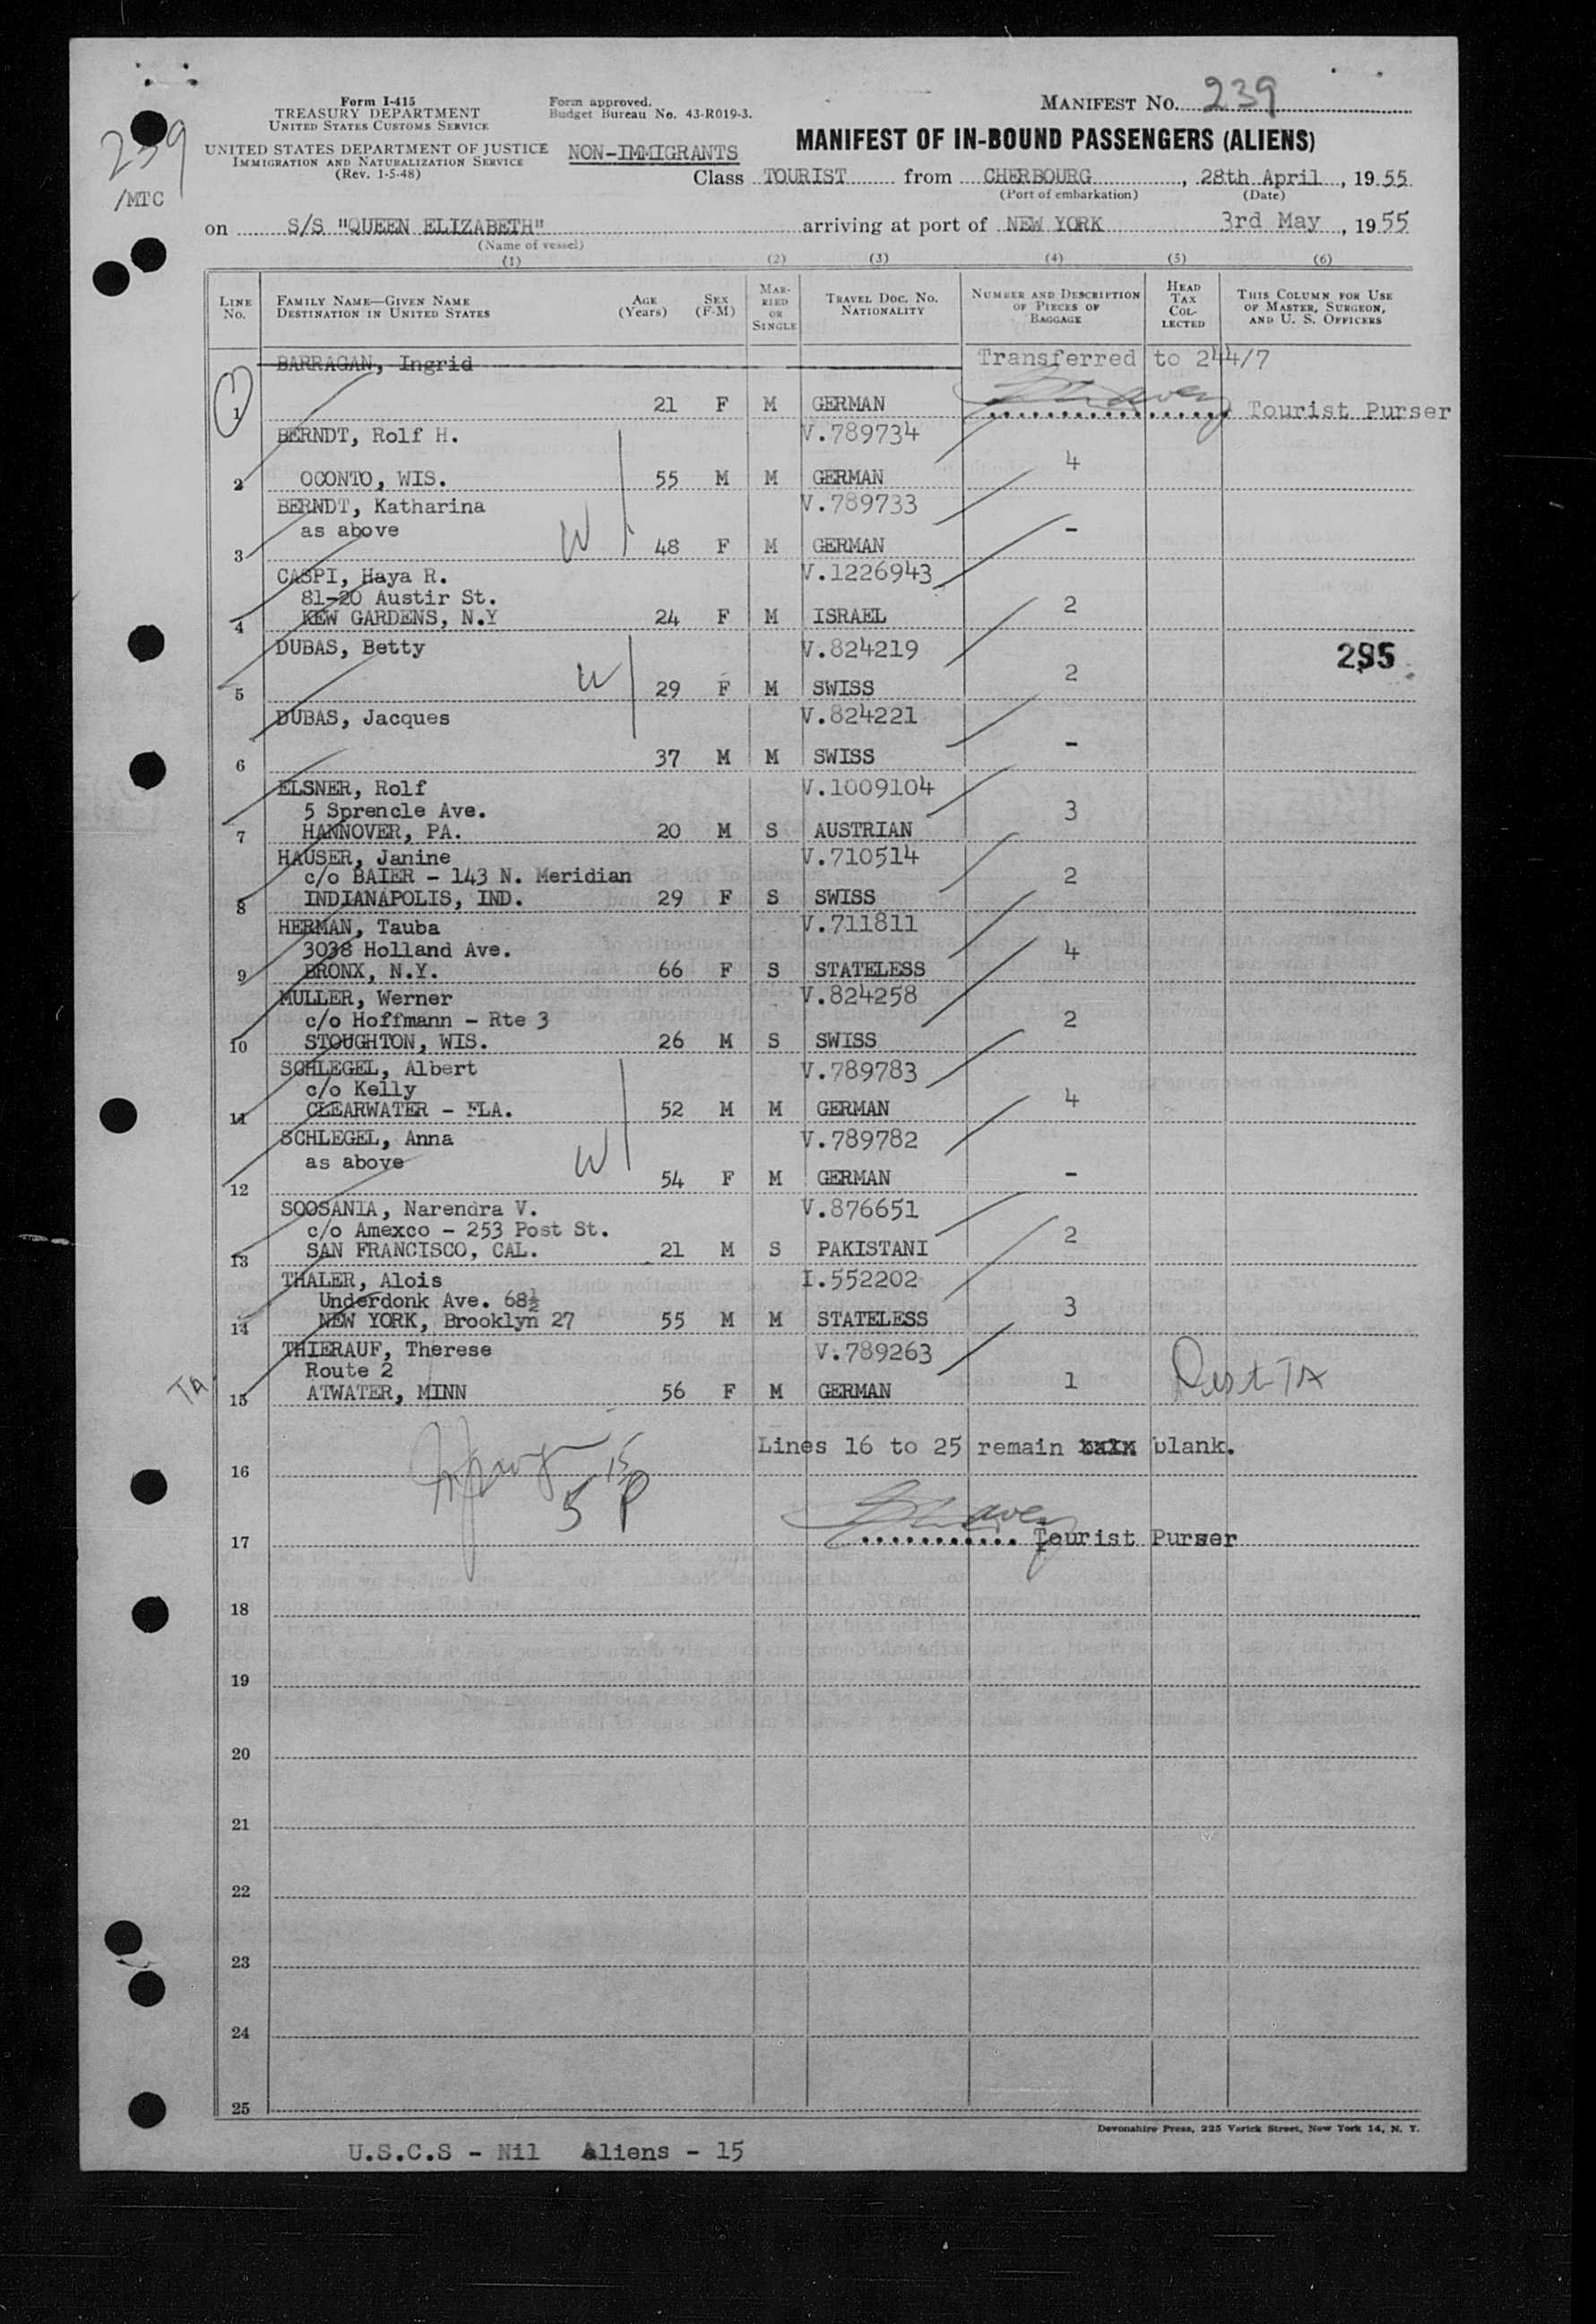 Form I-415
TREASURY DEPARTMENT
UNITED STATES CUSTOMS SERVICE
UNITED STATES DEPARTMENT OF JUSTICE
IMMIGRATION AND NATURALIZATION SERVICE
(Rev. 1-5-48)
239
/MTC
Form approved.
Budget Bureau No. 43-R019-3.
NON-IMMIGRANTS
MANIFEST NO. 239
MANIFEST OF IN-BOUND PASSENGERS (ALIENS)
Class TOURIST from CHERBOURG, 28th April, 1955
(Port of embarkation) (Date)
on S/S "QUEEN ELIZABETH" arriving at port of NEW YORK 3rd May, 1955
(Name of vessel)
(1) (2) (3) (4) (5) (6)
LINE NO. FAMILY NAME—GIVEN NAME DESTINATION IN UNITED STATES AGE (Years) SEX (F-M) MARRIED OR SINGLE TRAVEL DOC. NO. NATIONALITY NUMBER AND DESCRIPTION OF PIECES OF BAGGAGE HEAD TAX COLLECTED THIS COLUMN FOR USE OF MASTER, SURGEON, AND U. S. OFFICERS
BARRAGAN, Ingrid Transferred to 244/7
1 21 F M GERMAN Tourist Purser
BERNDT, Rolf H. V.789734
2 OCONTO, WIS. 55 M M GERMAN 4
BERNDT, Katharina V.789733
as above W
3 48 F M GERMAN -
CASPI, Haya R. V.1226943
81-20 Austir St.
4 KEW GARDENS, N.Y 24 F M ISRAEL 2
DUBAS, Betty V.824219 295
5 W 29 F M SWISS 2
DUBAS, Jacques V.824221
6 37 M M SWISS -
ELSNER, Rolf V.1009104
5 Sprencle Ave.
7 HANNOVER, PA. 20 M S AUSTRIAN 3
HAUSER, Janine V.710514
c/o BAIER - 143 N. Meridian
8 INDIANAPOLIS, IND. 29 F S SWISS 2
HERMAN, Tauba V.711811
3038 Holland Ave.
9 BRONX, N.Y. 66 F S STATELESS 4
MULLER, Werner V.824258
c/o Hoffmann - Rte 3
10 STOUGHTON, WIS. 26 M S SWISS 2
SCHLEGEL, Albert V.789783
c/o Kelly
11 CLEARWATER - FLA. 52 M M GERMAN 4
SCHLEGEL, Anna V.789782
as above W
12 54 F M GERMAN -
SOOSANIA, Narendra V. V.876651
c/o Amexco - 253 Post St.
13 SAN FRANCISCO, CAL. 21 M S PAKISTANI 2
THALER, Alois I.552202
Underdonk Ave. 68½
14 NEW YORK, Brooklyn 27 55 M M STATELESS 3
THIERAUF, Therese V.789263
Route 2
TA 15 ATWATER, MINN 56 F M GERMAN 1
Lines 16 to 25 remain blank.
16
15
5 P
17 Tourist Purser
18
19
20
21
22
23
24
25
Devonshire Press, 225 Varick Street, New York 14, N. Y.
U.S.C.S - Nil Aliens - 15